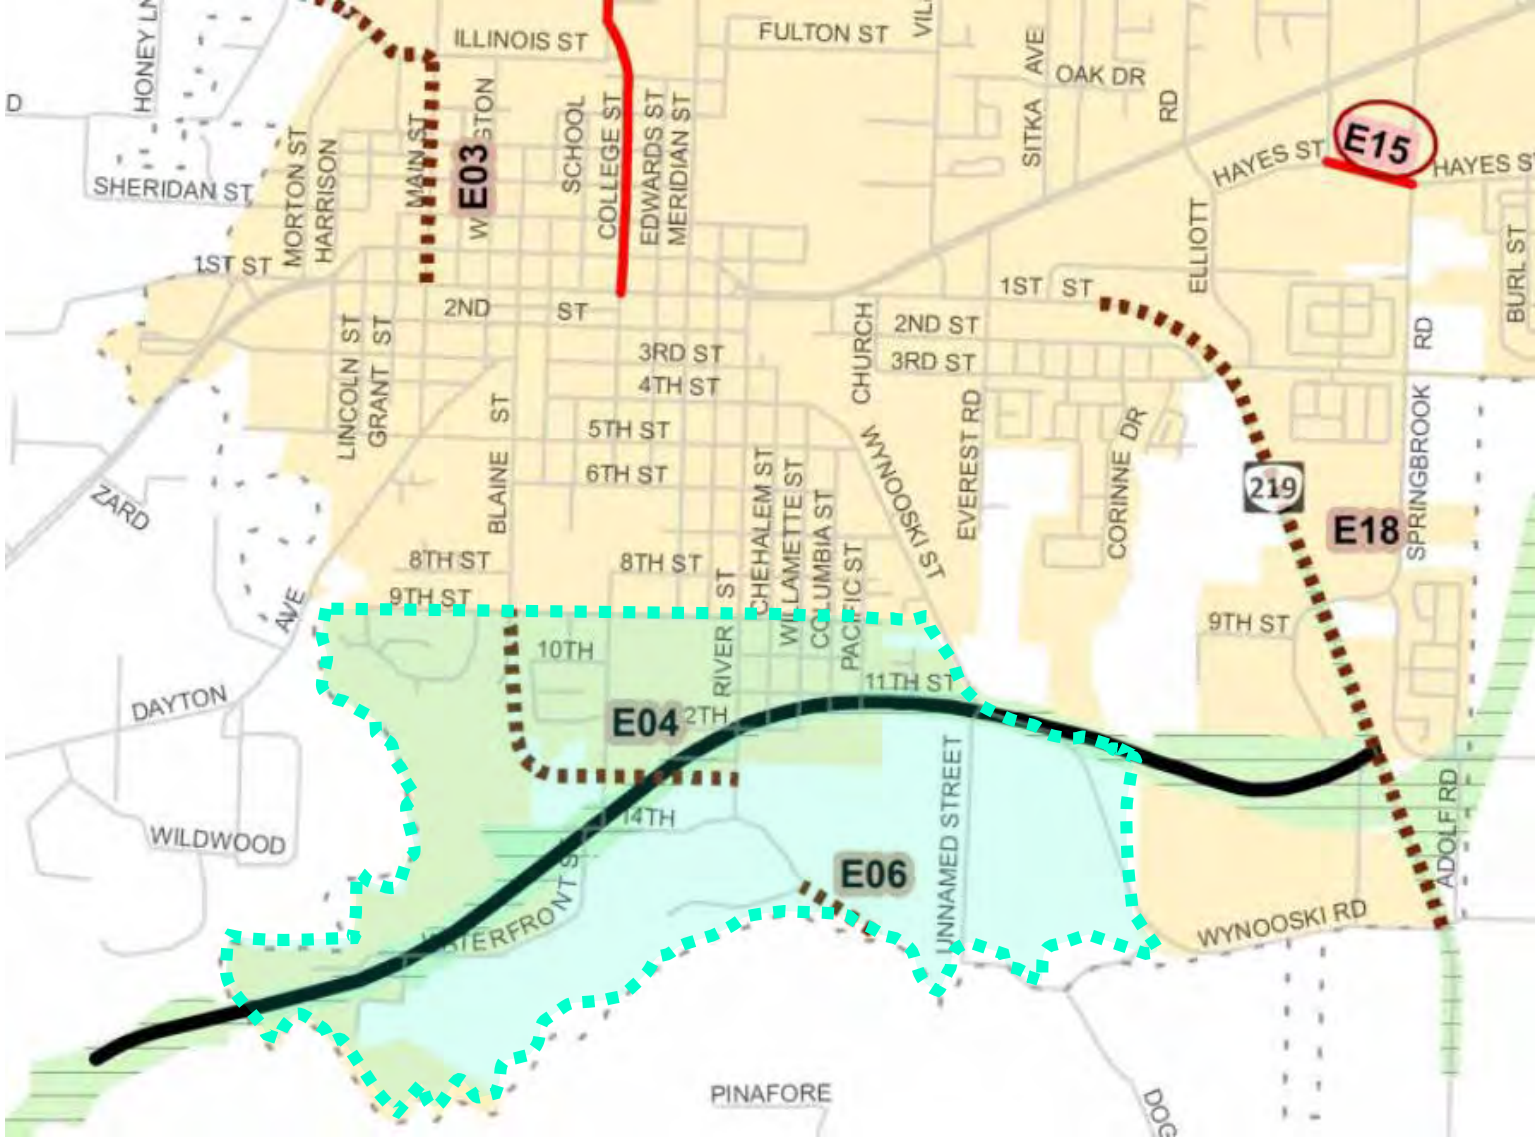 HONEY LN
ILLINOIS ST
FULTON ST
SITKA AVE
OAK DR
RD
D
E15
HAYES ST
HAYES ST
SHERIDAN ST
MORTON ST
HARRISON
MAIN ST
E03
SCHOOL
COLLEGE ST
EDWARDS ST
MERIDIAN ST
ELLIOTT
BURL ST
1ST ST
1ST ST
2ND ST
2ND ST
3RD ST
3RD ST
4TH ST
5TH ST
6TH ST
LINCOLN ST
GRANT ST
BLAINE ST
CHURCH
EVEREST RD
CORINNE DR
SPRINGBROOK RD
WYNOOSKI ST
219
E18
ZARD
CHEHALEM ST
WILLAMETTE ST
COLUMBIA ST
PACIFIC ST
RIVER ST
8TH ST
8TH ST
9TH ST
9TH ST
10TH
11TH ST
2TH
E04
14TH
DAYTON AVE
WILDWOOD
E06
UNNAMED STREET
ADOLF RD
WATERFRONT S
WYNOOSKI RD
PINAFORE
DOG